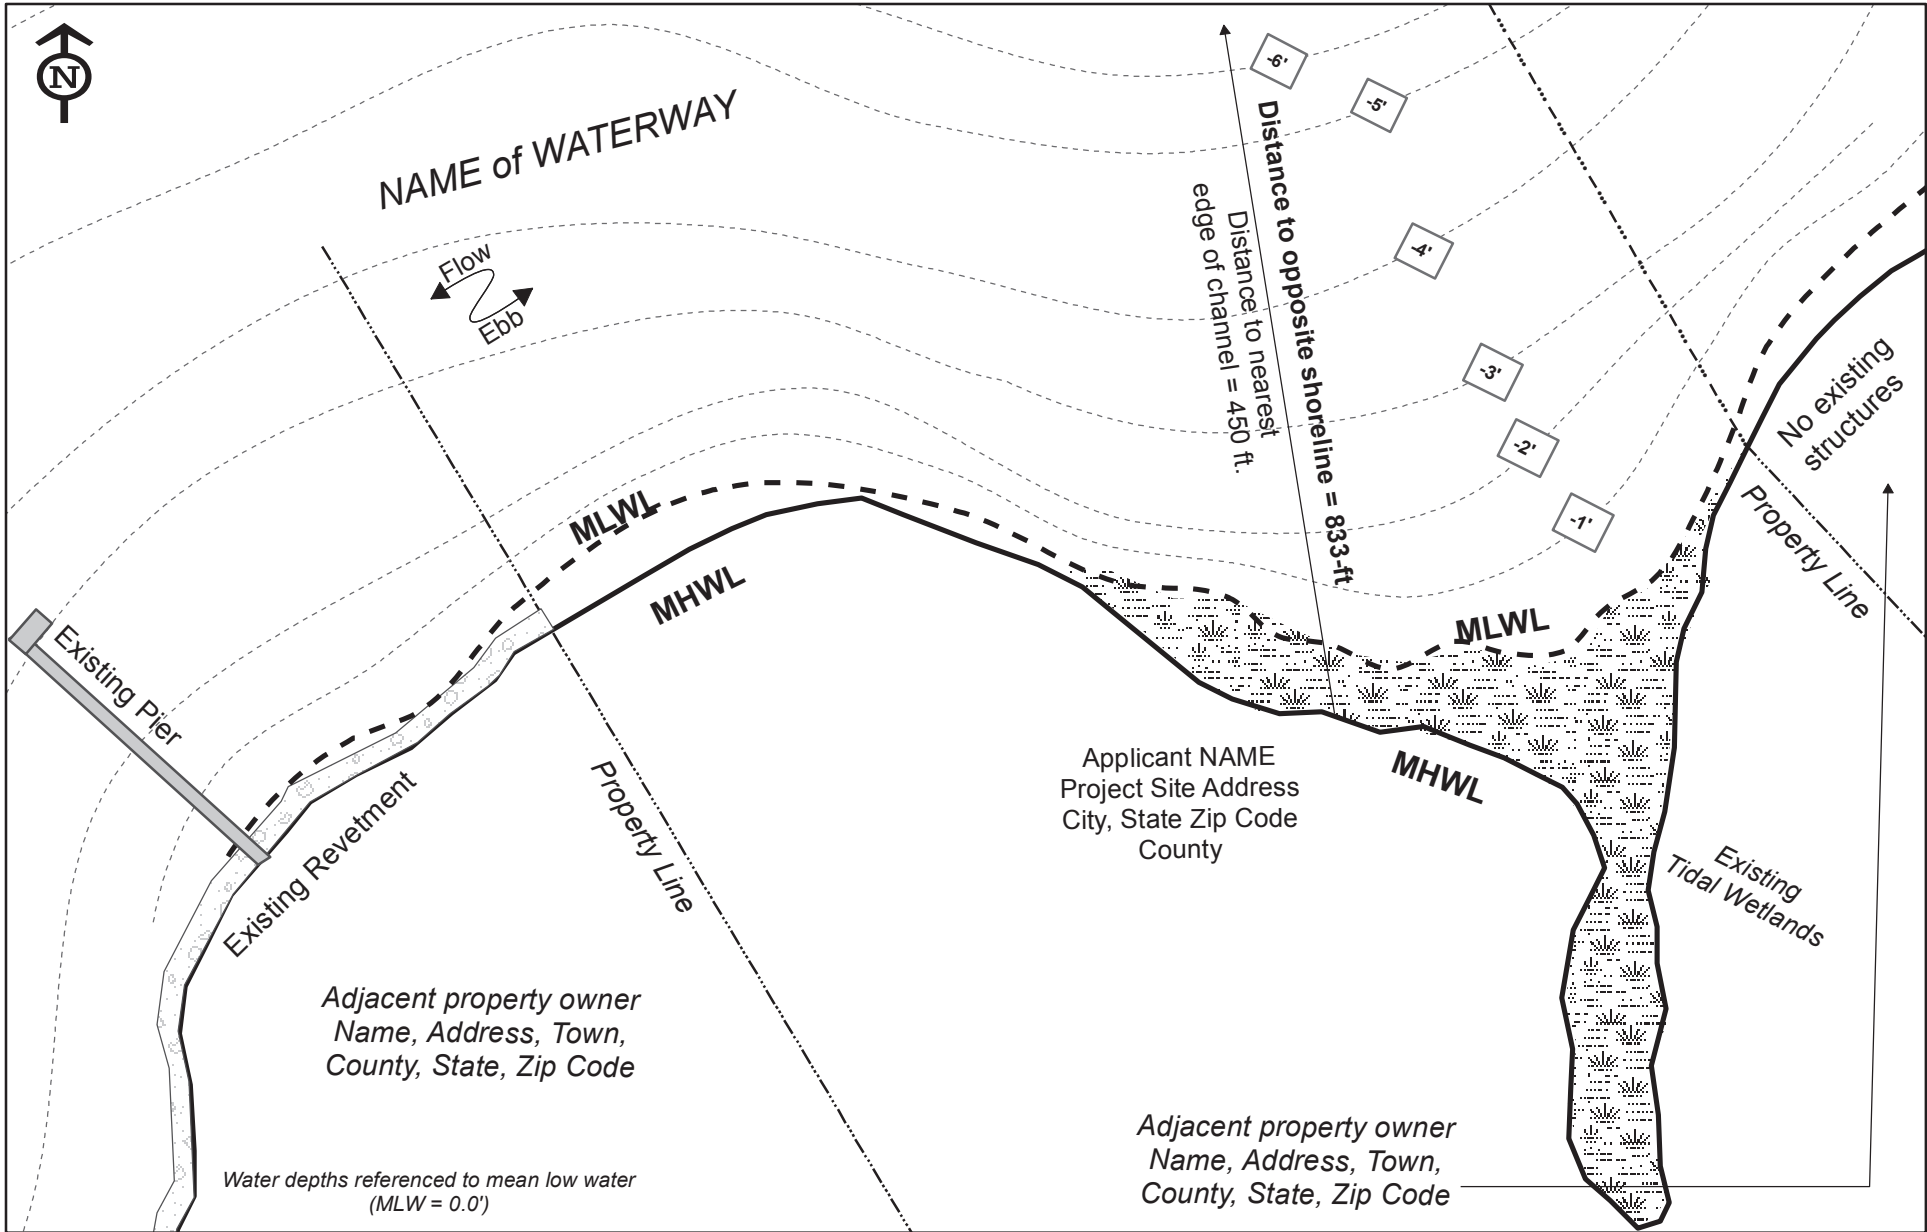 N
NAME of WATERWAY
Flow
Ebb
-6'
-5'
-4'
-3'
-2'
-1'
Distance to opposite shoreline = 833-ft
Distance to nearest
edge of channel = 450 ft.
No existing
structures
Property Line
MLWL
MHWL
MLWL
MHWL
Existing Pier
Existing Revetment
Property Line
Applicant NAME
Project Site Address
City, State Zip Code
County
Existing
Tidal Wetlands
Adjacent property owner
Name, Address, Town,
County, State, Zip Code
Adjacent property owner
Name, Address, Town,
County, State, Zip Code
Water depths referenced to mean low water
(MLW = 0.0')